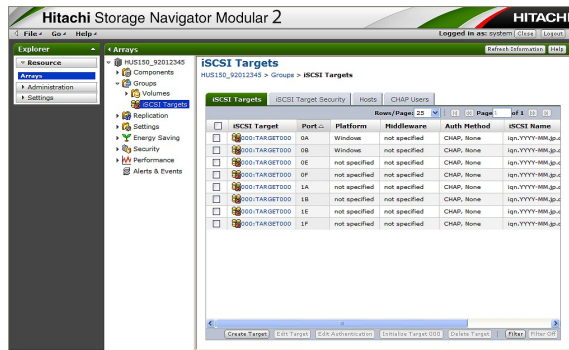 Hitachi Storage Navigator Modular 2
HITACHI
File Go Help
Logged in as: system Close Logout
Explorer
Arrays
Refresh Information Help
Resource
Arrays
Administration
Settings
HUS150_92012345
Components
Groups
Volumes
iSCSI Targets
Replication
Settings
Energy Saving
Security
Performance
Alerts & Events
iSCSI Targets
HUS150_92012345 > Groups > iSCSI Targets
iSCSI Targets iSCSI Target Security Hosts CHAP Users
Rows/Page: 25 Page 1 of 1
iSCSI Target Port Platform Middleware Auth Method iSCSI Name
000:TARGET000 0A Windows not specified CHAP, None iqn.YYYY-MM.jp.c
000:TARGET000 0B Windows not specified CHAP, None iqn.YYYY-MM.jp.c
000:TARGET000 0E not specified not specified CHAP, None iqn.YYYY-MM.jp.c
000:TARGET000 0F not specified not specified CHAP, None iqn.YYYY-MM.jp.c
000:TARGET000 1A not specified not specified CHAP, None iqn.YYYY-MM.jp.c
000:TARGET000 1B not specified not specified CHAP, None iqn.YYYY-MM.jp.c
000:TARGET000 1E not specified not specified CHAP, None iqn.YYYY-MM.jp.c
000:TARGET000 1F not specified not specified CHAP, None iqn.YYYY-MM.jp.c
Create Target Edit Target Edit Authentication Initialize Target 000 Delete Target Filter Filter Off